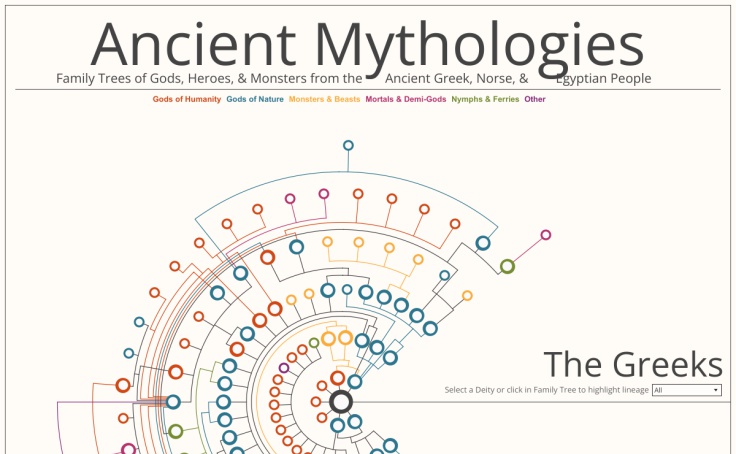 Ancient Mythologies
Family Trees of Gods, Heroes, & Monsters from the Ancient Greek, Norse, & Egyptian People
Gods of Humanity Gods of Nature Monsters & Beasts Mortals & Demi-Gods Nymphs & Ferries Other
The Greeks
Select a Deity or click in Family Tree to highlight lineage All